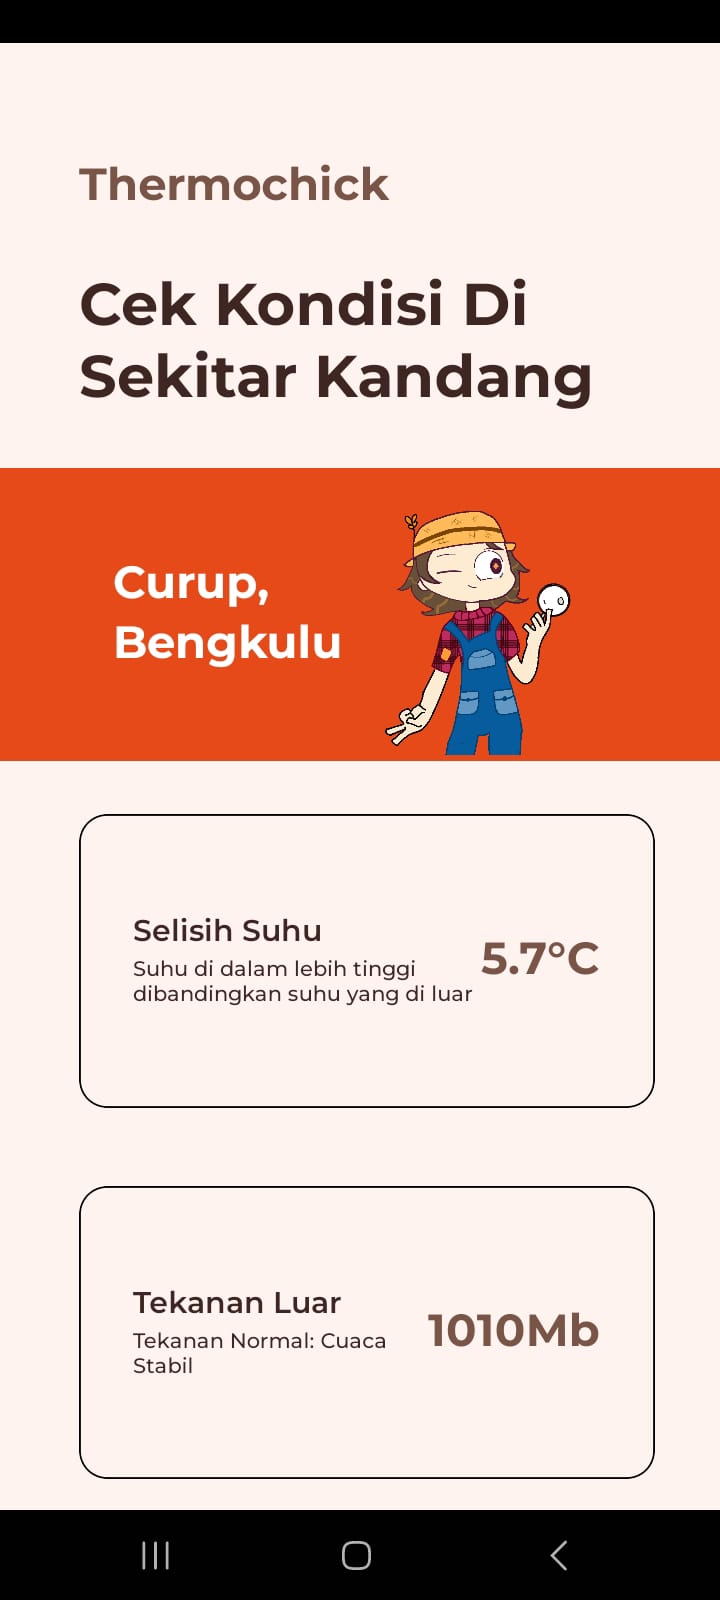 Thermochick
Cek Kondisi Di
Sekitar Kandang
Curup,
Bengkulu
Selisih Suhu
Suhu di dalam lebih tinggi
dibandingkan suhu yang di luar
5.7°C
Tekanan Luar
Tekanan Normal: Cuaca
Stabil
1010Mb